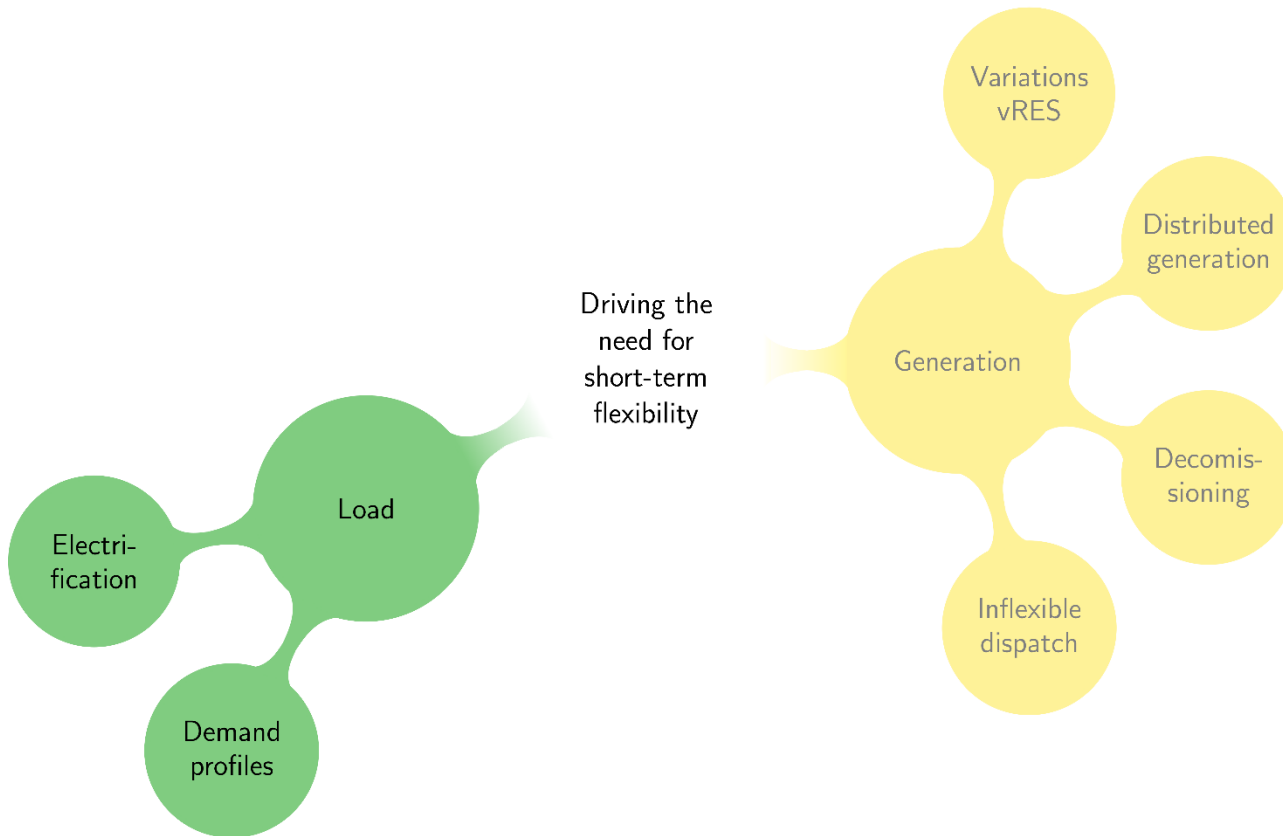 Variations
vRES
Distributed
generation
Driving the
need for
short-term
flexibility
Generation
Decomis-
sioning
Load
Electri-
fication
Inflexible
dispatch
Demand
profiles